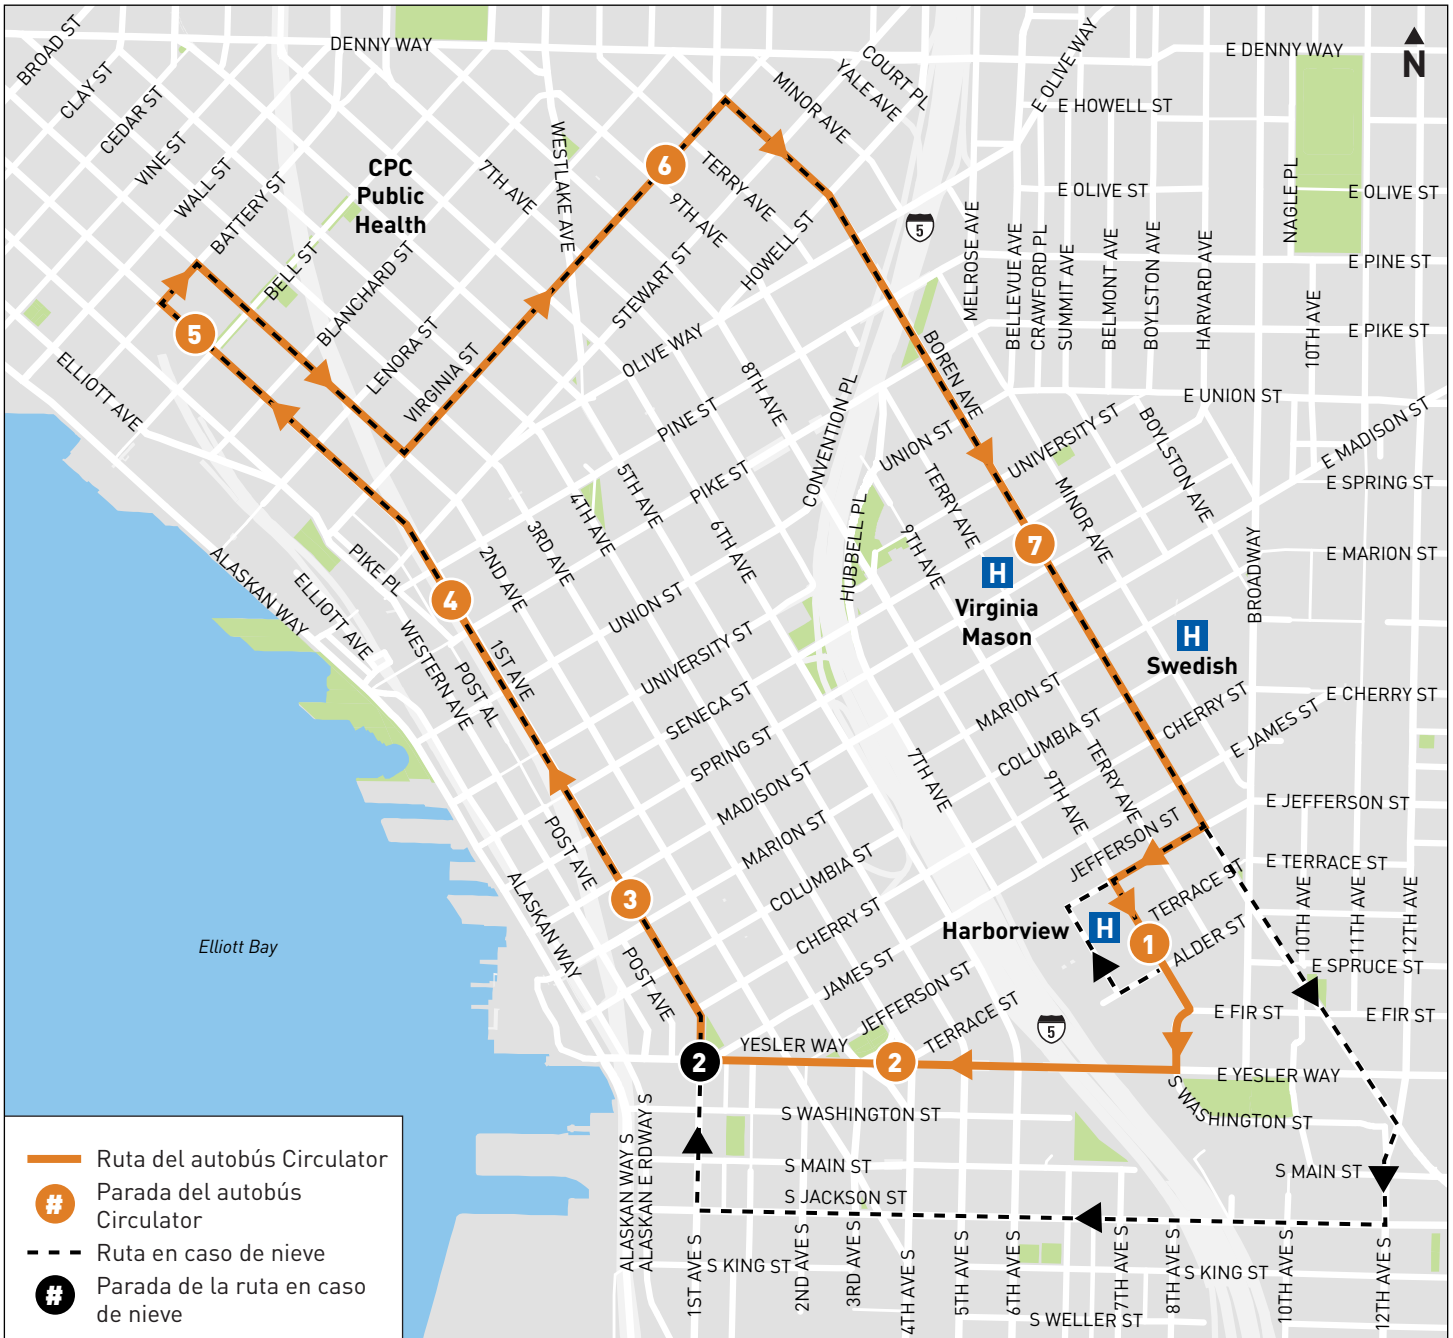 BROAD ST
DENNY WAY
COURT PL
YALE AVE
E OLIVE WAY
E DENNY WAY
N
CLAY ST
CEDAR ST
VINE ST
WALL ST
BATTERY ST
CPC
Public
Health
7TH AVE
WESTLAKE AVE
6
MINOR AVE
TERRY AVE
9TH AVE
E HOWELL ST
E OLIVE ST
NAGLE PL
E OLIVE ST
5
MELROSE AVE
BELLEVUE AVE
CRAWFORD PL
SUMMIT AVE
BELMONT AVE
BOYLSTON AVE
HARVARD AVE
E PINE ST
10TH AVE
E PIKE ST
BELL ST
BLANCHARD ST
LENORA ST
VIRGINIA ST
STEWART ST
HOWELL ST
OLIVE WAY
5
ELLIOTT AVE
8TH AVE
BOREN AVE
CONVENTION PL
PINE ST
PIKE ST
UNION ST
UNIVERSITY ST
BOYLSTON AVE
E UNION ST
E MADISON ST
E SPRING ST
4TH AVE
5TH AVE
6TH AVE
3RD AVE
2ND AVE
HUBBELL PL
9TH AVE
TERRY AVE
MINOR AVE
7
BROADWAY
E MARION ST
ALASKAN WAY
ELLIOTT AVE
PIKE PL
4
WESTERN AVE
POST AL
1ST AVE
UNION ST
UNIVERSITY ST
SENECA ST
SPRING ST
MADISON ST
MARION ST
COLUMBIA ST
CHERRY ST
JAMES ST
JEFFERSON ST
TERRACE ST
H
Virginia
Mason
H
Swedish
MARION ST
COLUMBIA ST
CHERRY ST
E JAMES ST
E CHERRY ST
7TH AVE
9TH AVE
TERRY AVE
JEFFERSON ST
E JEFFERSON ST
E TERRACE ST
TERRACE ST
ALDER ST
10TH AVE
11TH AVE
12TH AVE
POST AVE
3
ALASKAN WAY
POST AVE
Elliott Bay
Harborview
H
1
E SPRUCE ST
E FIR ST
E FIR ST
5
2
YESLER WAY
2
E YESLER WAY
S WASHINGTON ST
S WASHINGTON ST
S MAIN ST
S MAIN ST
S JACKSON ST
ALASKAN WAY S
ALASKAN E RDWAY S
1ST AVE S
S KING ST
2ND AVE S
3RD AVE S
4TH AVE S
5TH AVE S
6TH AVE S
7TH AVE S
8TH AVE S
S KING ST
10TH AVE S
12TH AVE S
S WELLER ST
Ruta del autobús Circulator
#
Parada del autobús
Circulator
Ruta en caso de nieve
#
Parada de la ruta en caso
de nieve